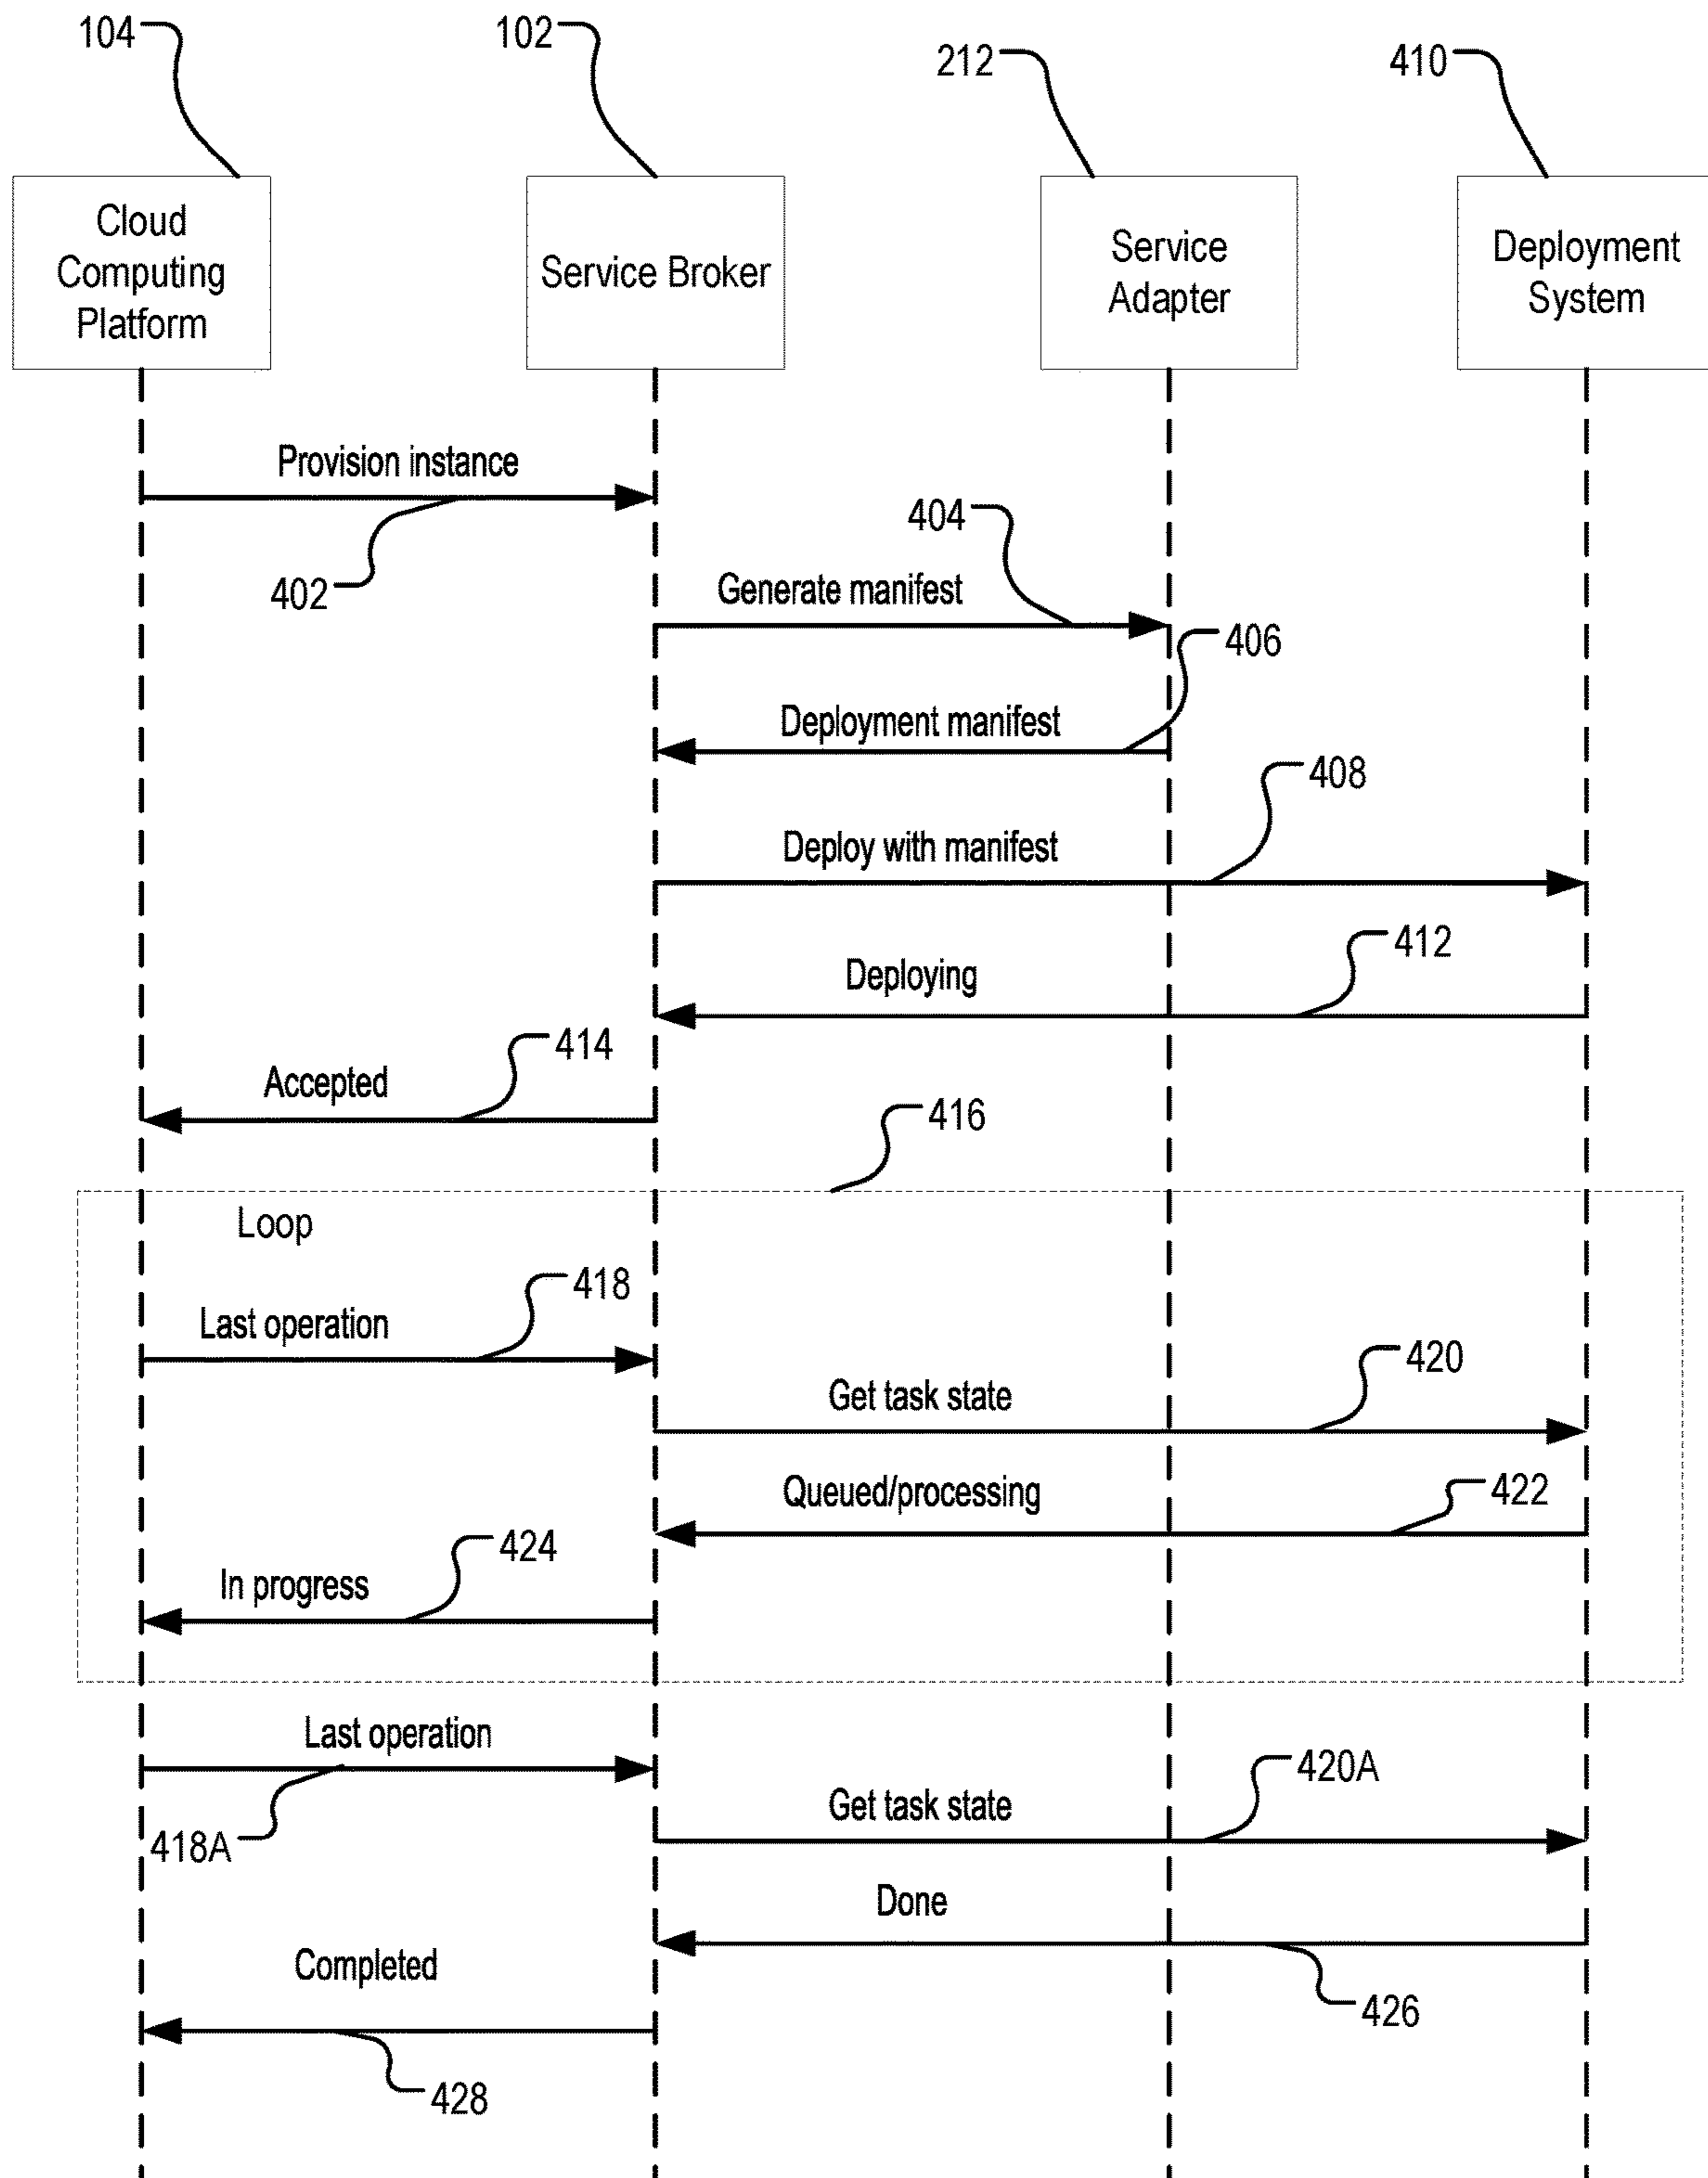 104
102
212
410
Cloud
Computing
Platform
Service Broker
Service
Adapter
Deployment
System
Provision instance
402
404
Generate manifest
406
Deployment manifest
408
Deploy with manifest
412
Deploying
414
Accepted
416
Loop
418
Last operation
420
Get task state
422
Queued/processing
424
In progress
Last operation
418A
420A
Get task state
Done
426
Completed
428